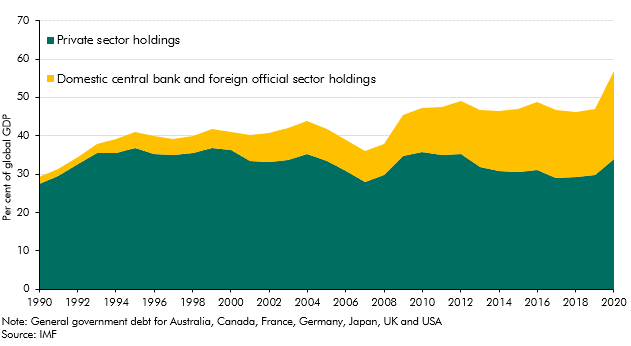 70
60
50
40
30
20
10
0
Per cent of global GDP
Private sector holdings
Domestic central bank and foreign official sector holdings
1990 1992 1994 1996 1998 2000 2002 2004 2006 2008 2010 2012 2014 2016 2018 2020
Note: General government debt for Australia, Canada, France, Germany, Japan, UK and USA
Source: IMF